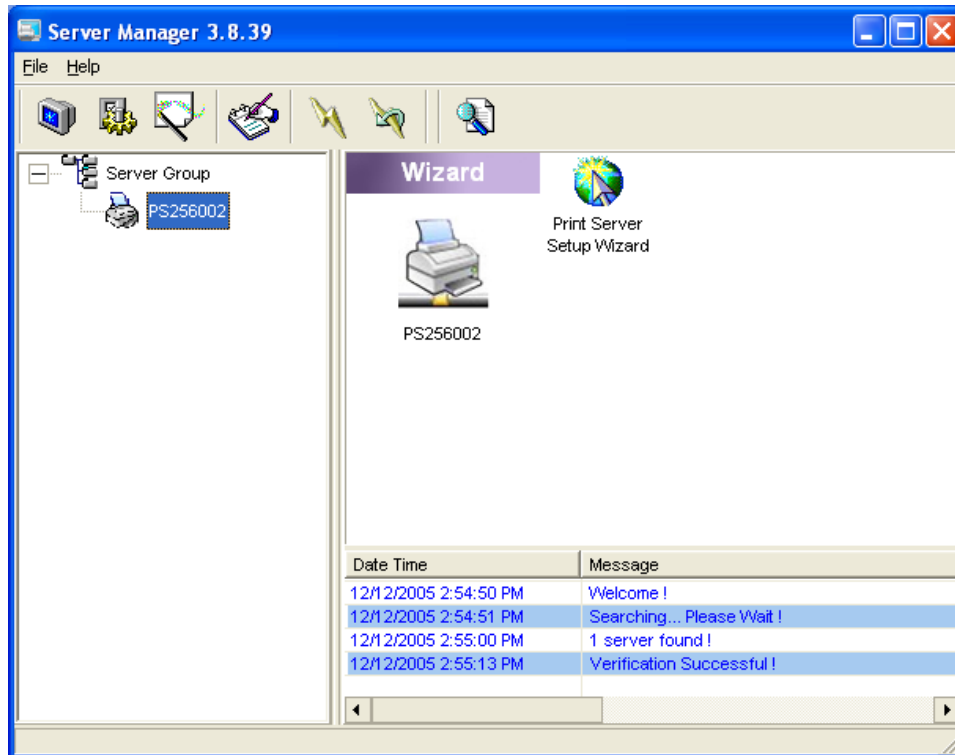 Server Manager 3.8.39
File Help
Server Group
PS256002
Wizard
Print Server
Setup Wizard
PS256002
Date Time Message
12/12/2005 2:54:50 PM Welcome !
12/12/2005 2:54:51 PM Searching... Please Wait !
12/12/2005 2:55:00 PM 1 server found !
12/12/2005 2:55:13 PM Verification Successful !